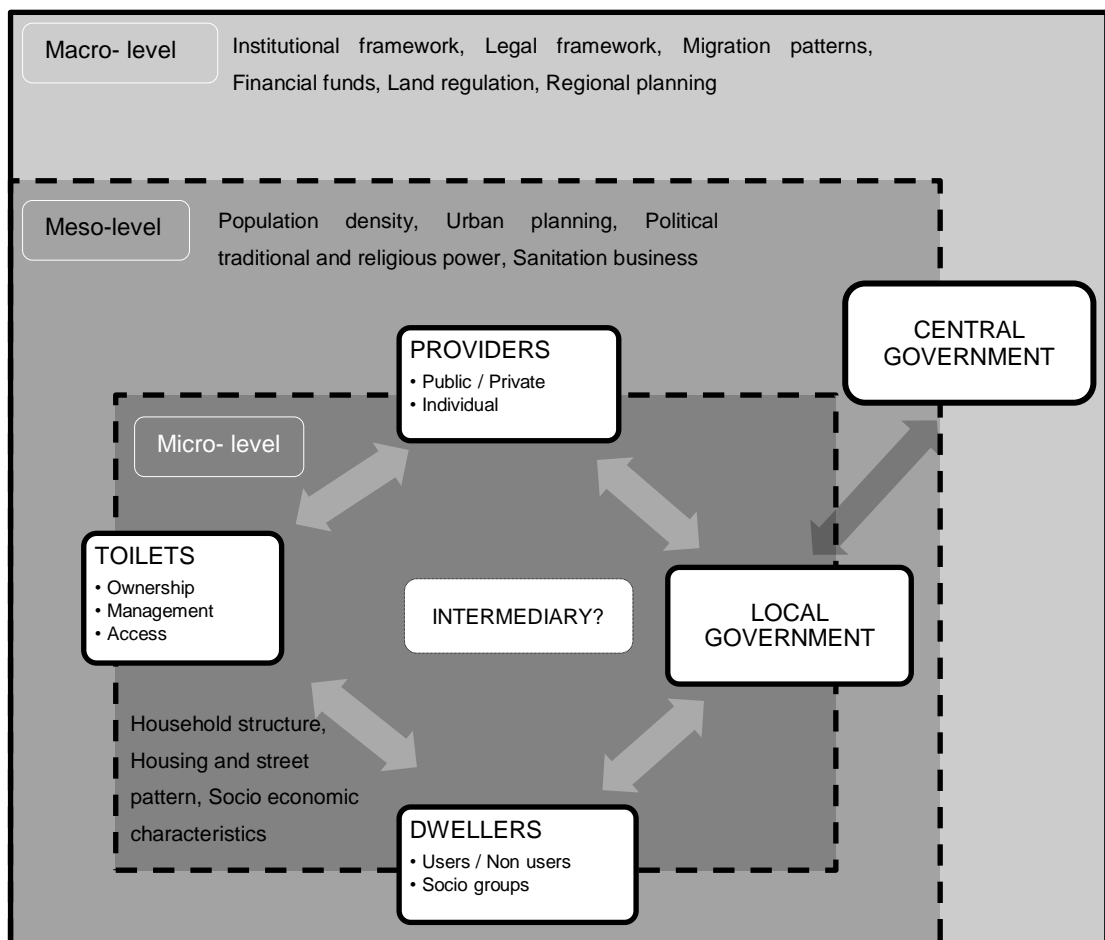 Macro- level
Institutional framework, Legal framework, Migration patterns,
Financial funds, Land regulation, Regional planning
Meso-level
Population density, Urban planning, Political
traditional and religious power, Sanitation business
CENTRAL
GOVERNMENT
PROVIDERS
• Public / Private
• Individual
Micro- level
TOILETS
• Ownership
• Management
• Access
INTERMEDIARY?
LOCAL
GOVERNMENT
Household structure,
Housing and street
pattern, Socio economic
characteristics
DWELLERS
• Users / Non users
• Socio groups